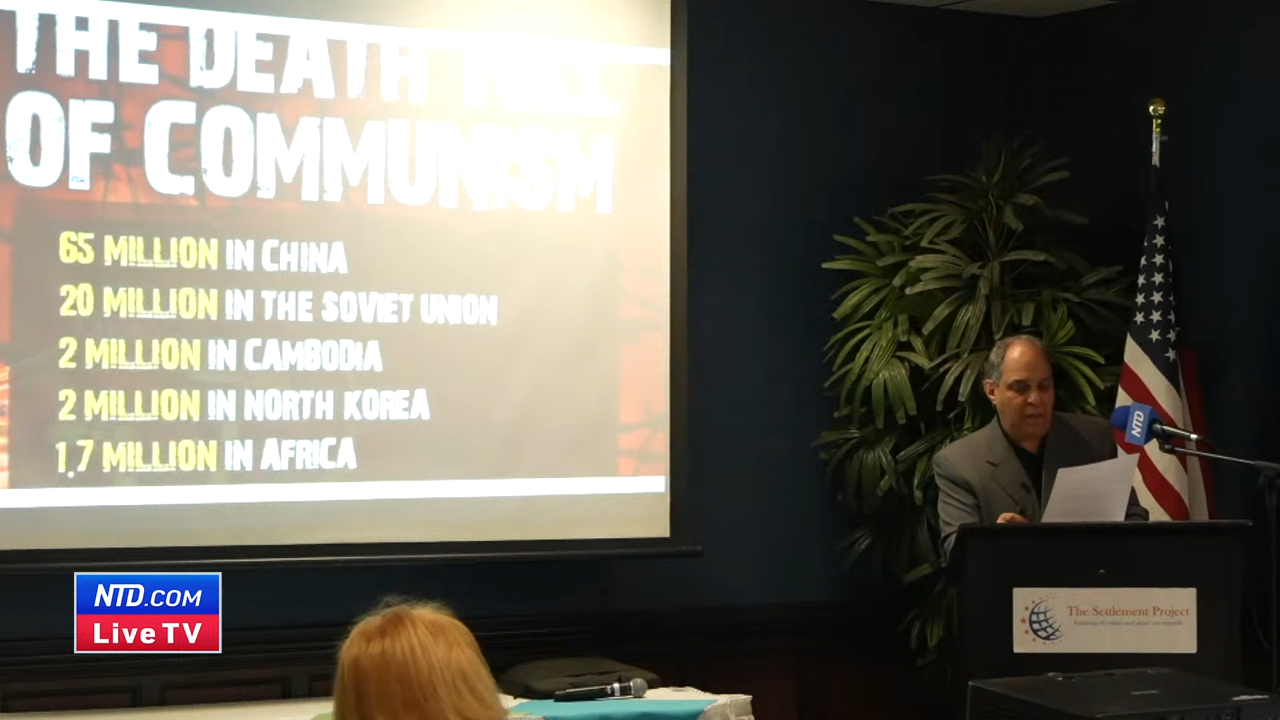 THE DEATH TOLL
OF COMMUNISM
65 MILLION IN CHINA
20 MILLION IN THE SOVIET UNION
2 MILLION IN CAMBODIA
2 MILLION IN NORTH KOREA
1.7 MILLION IN AFRICA
NTD
The Settlement Project
NTD.COM
Live TV